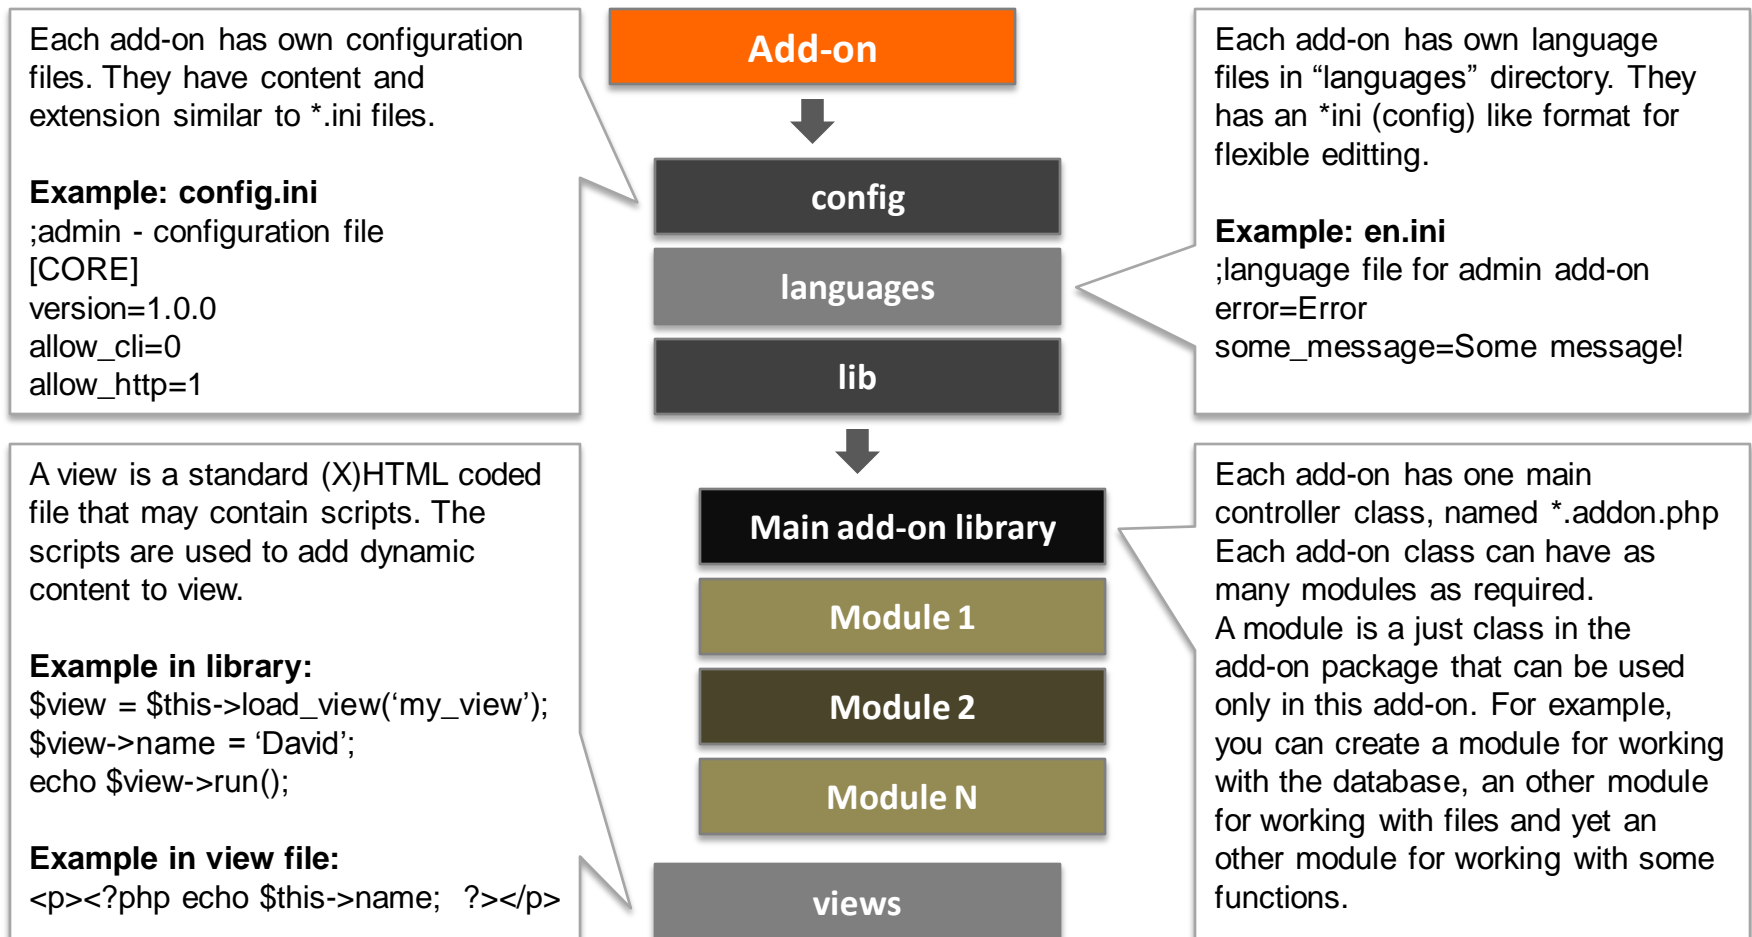 Each add-on has own configuration
files. They have content and
extension similar to *.ini files.
Example: config.ini
;admin - configuration file
[CORE]
version=1.0.0
allow_cli=0
allow_http=1
Add-on
config
languages
lib
Each add-on has own language
files in “languages” directory. They
has an *ini (config) like format for
flexible editting.
Example: en.ini
;language file for admin add-on
error=Error
some_message=Some message!
A view is a standard (X)HTML coded
file that may contain scripts. The
scripts are used to add dynamic
content to view.
Example in library:
$view = $this->load_view(‘my_view’);
$view->name = ‘David’;
echo $view->run();
Example in view file:
<p><?php echo $this->name; ?></p>
Main add-on library
Module 1
Module 2
Module N
views
Each add-on has one main
controller class, named *.addon.php
Each add-on class can have as
many modules as required.
A module is a just class in the
add-on package that can be used
only in this add-on. For example,
you can create a module for working
with the database, an other module
for working with files and yet an
other module for working with some
functions.